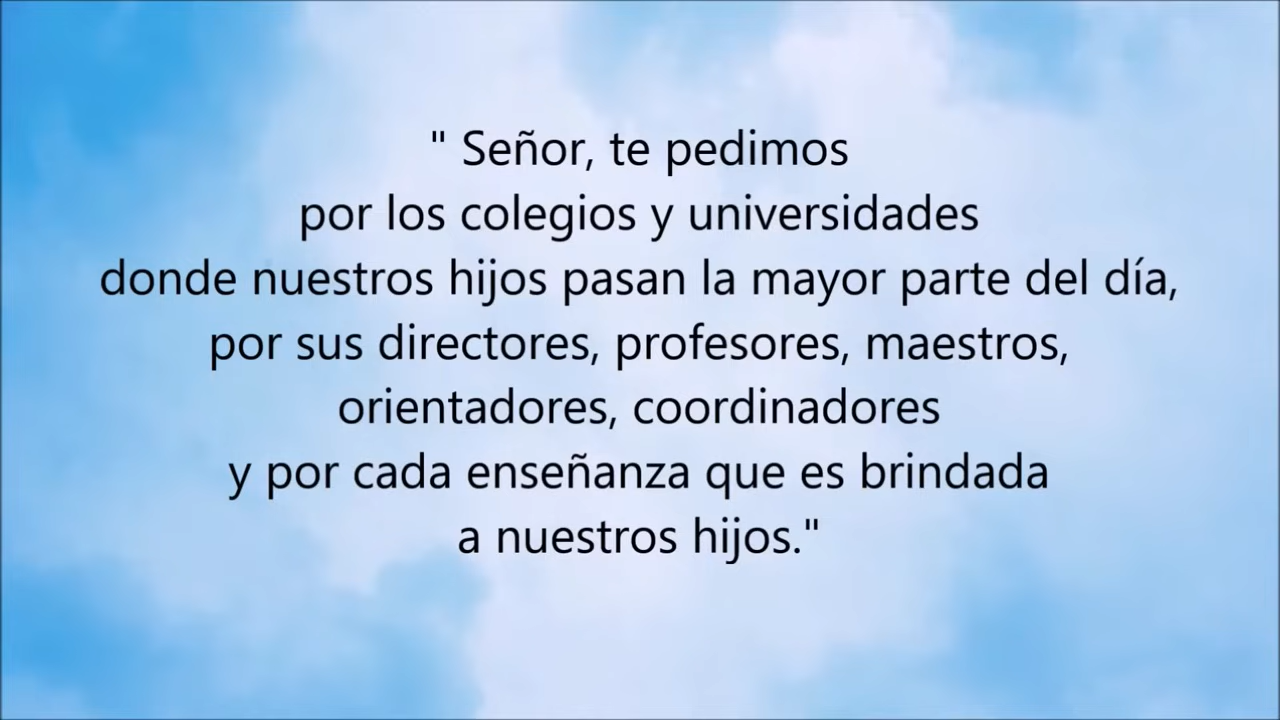 " Señor, te pedimos
por los colegios y universidades
donde nuestros hijos pasan la mayor parte del día,
por sus directores, profesores, maestros,
orientadores, coordinadores
y por cada enseñanza que es brindada
a nuestros hijos."